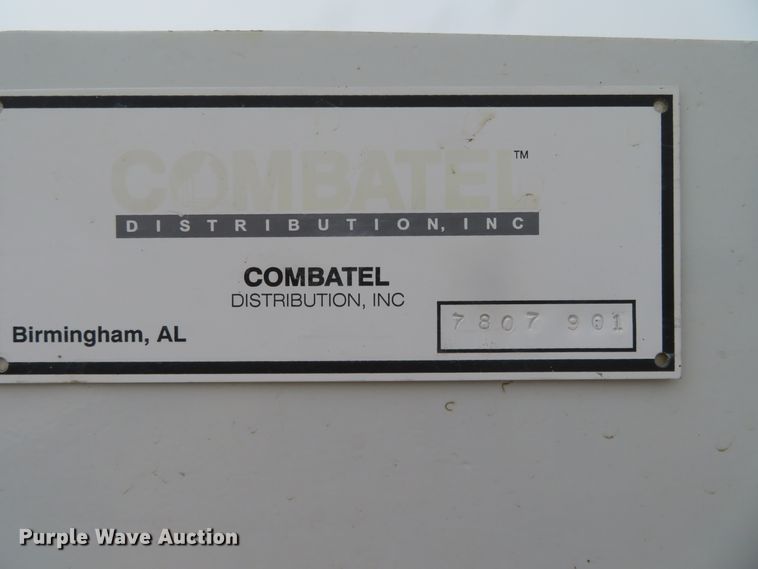 COMBATEL™
DISTRIBUTION, INC
COMBATEL
DISTRIBUTION, INC
7807 901
Birmingham, AL
Purple Wave Auction